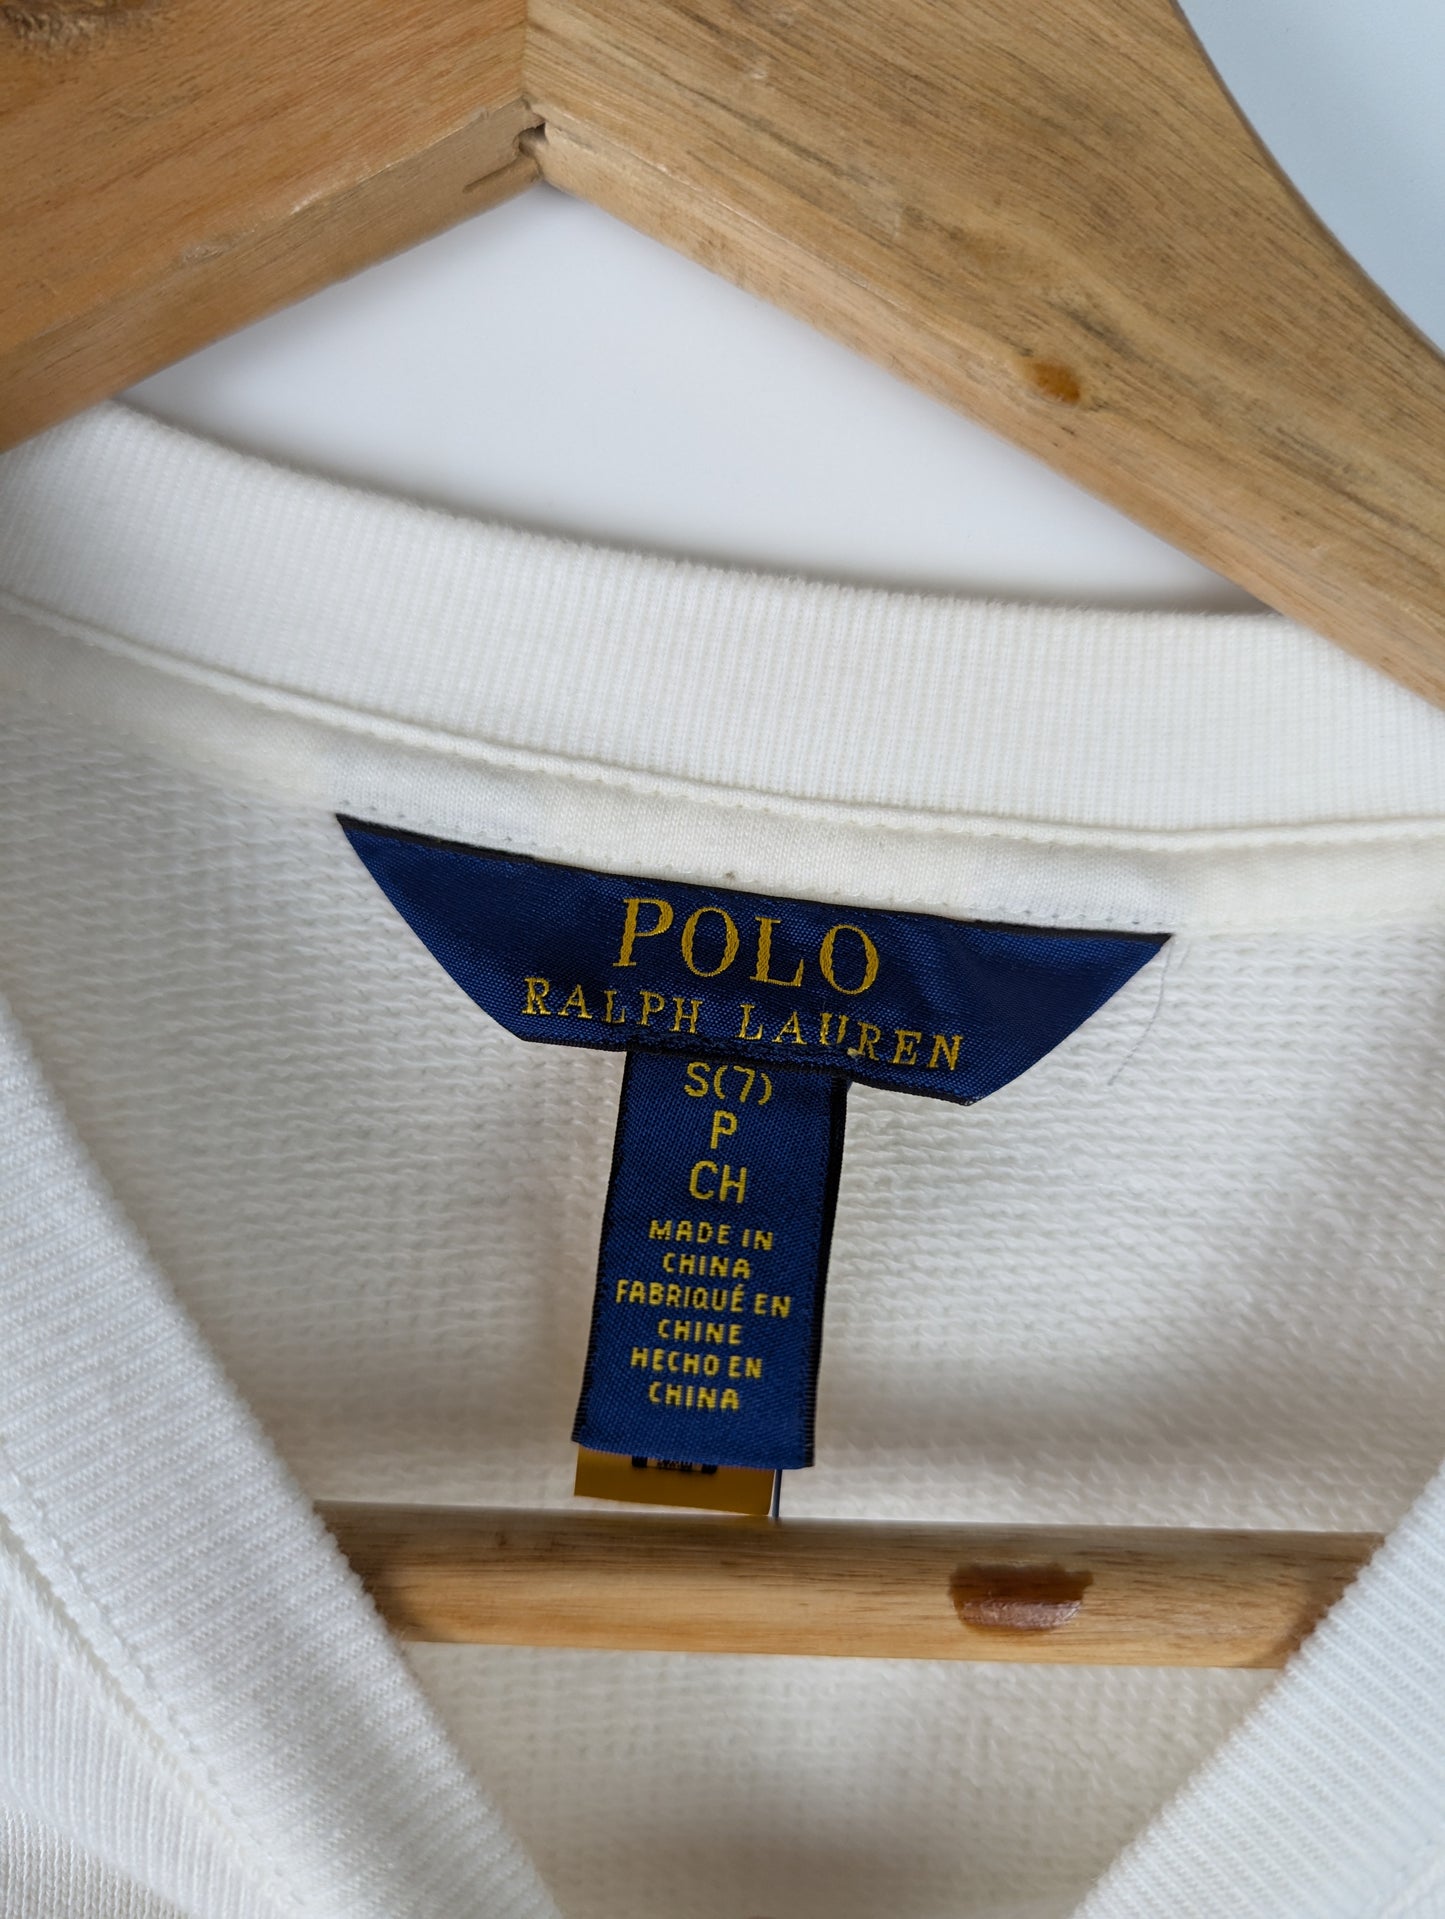 POLO
RALPH LAUREN
S(7)
P
CH
MADE IN
CHINA
FABRIQUÉ EN
CHINE
HECHO EN
CHINA